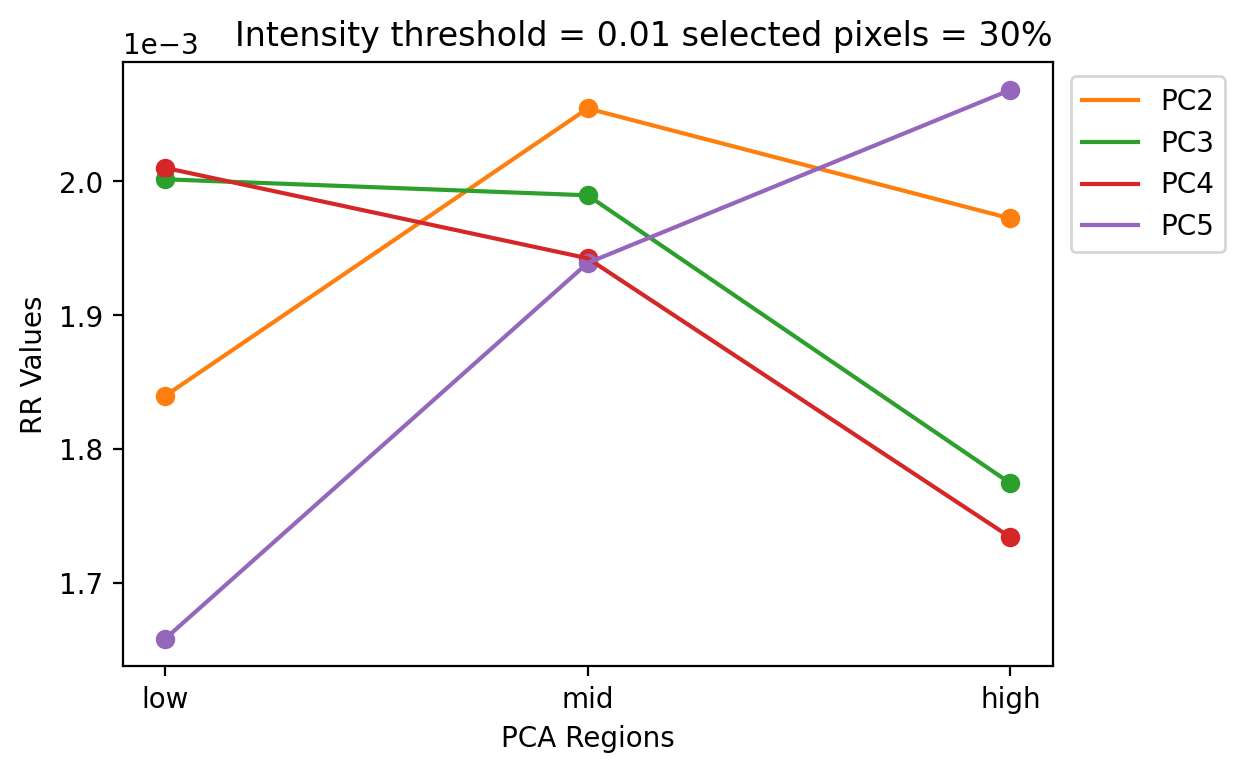 1e−3
Intensity threshold = 0.01 selected pixels = 30%
PC2
PC3
PC4
PC5
2.0
1.9
1.8
1.7
RR Values
low
mid
high
PCA Regions